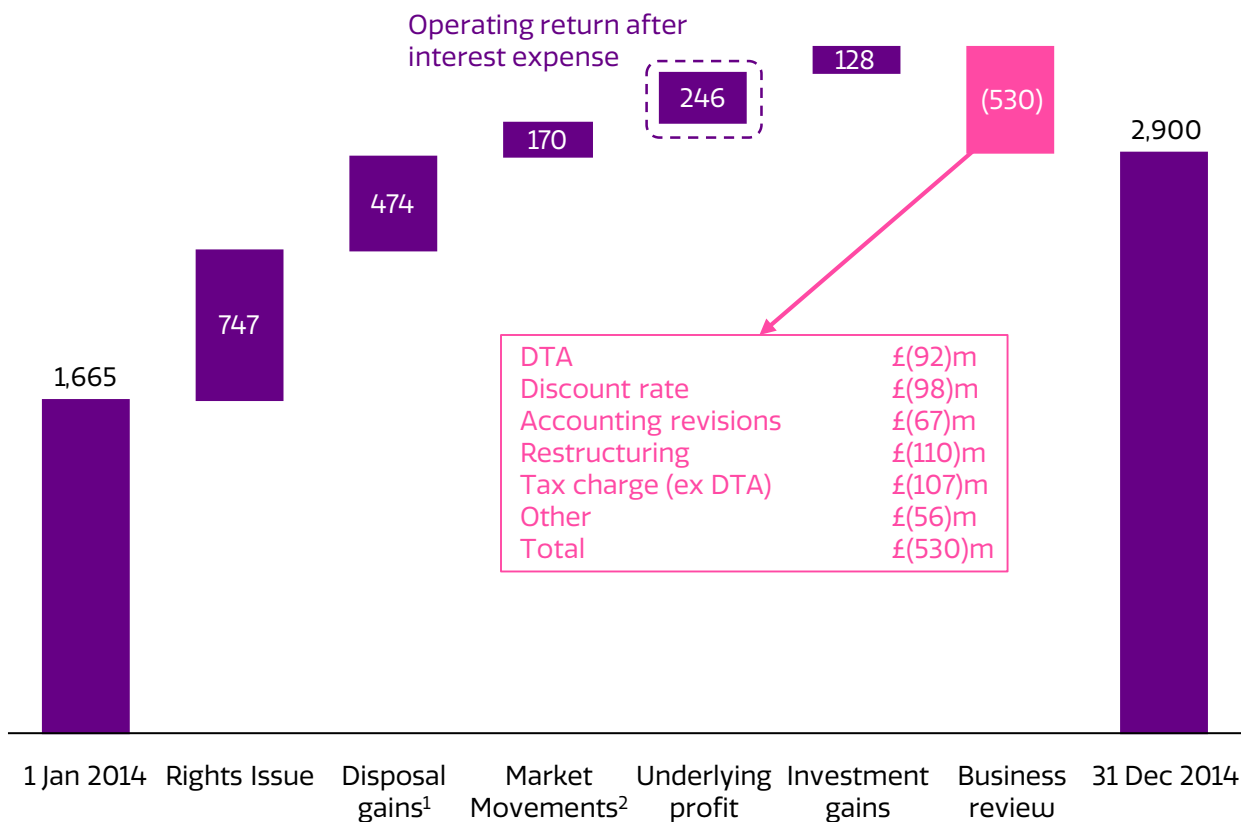 Operating return after
interest expense
128
246
(530)
170
2,900
474
747
1,665
DTA £(92)m
Discount rate £(98)m
Accounting revisions £(67)m
Restructuring £(110)m
Tax charge (ex DTA) £(107)m
Other £(56)m
Total £(530)m
1 Jan 2014
Rights Issue
Disposal
gains¹
Market
Movements²
Underlying
profit
Investment
gains
Business
review
31 Dec 2014